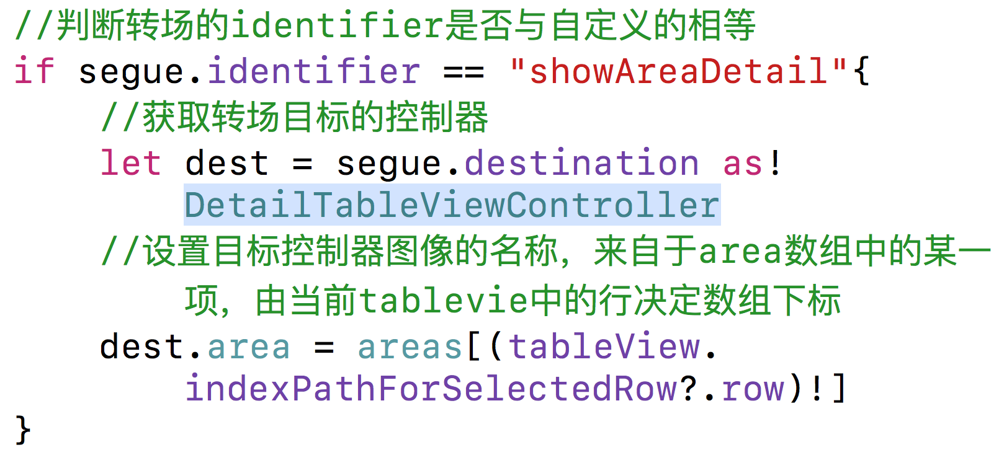 //判断转场的identifier是否与自定义的相等
if segue.identifier == "showAreaDetail"{
//获取转场目标的控制器
let dest = segue.destination as!
DetailTableViewController
//设置目标控制器图像的名称，来自于area数组中的某一
项，由当前tablevie中的行决定数组下标
dest.area = areas[(tableView.
indexPathForSelectedRow?.row)!]
}